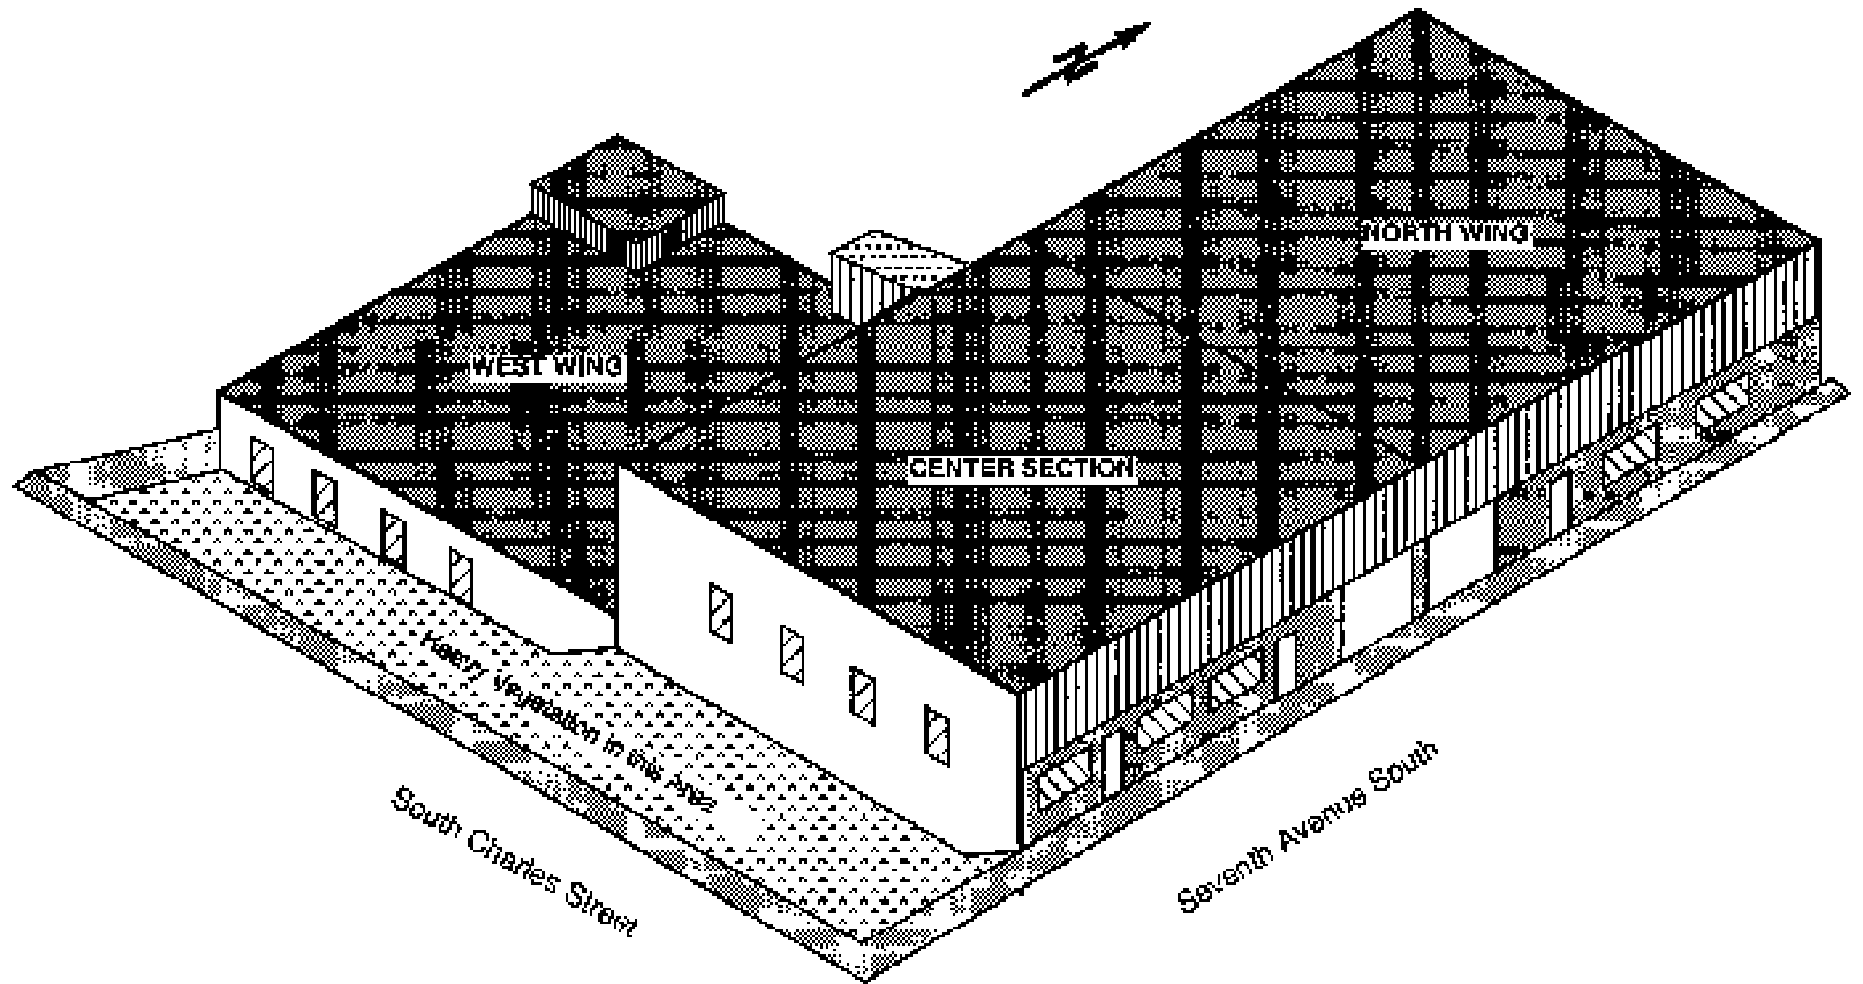 N
NORTH WING
WEST WING
CENTER SECTION
Heavy Vegetation in this Area
South Charles Street
Seventh Avenue South